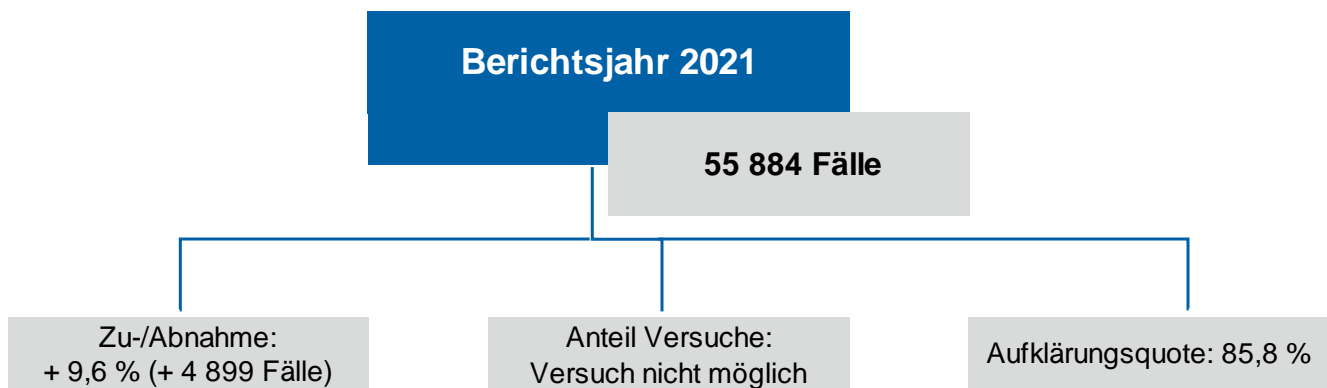 Berichtsjahr 2021
55 884 Fälle
Zu-/Abnahme:
+ 9,6 % (+ 4 899 Fälle)
Anteil Versuche:
Versuch nicht möglich
Aufklärungsquote: 85,8 %